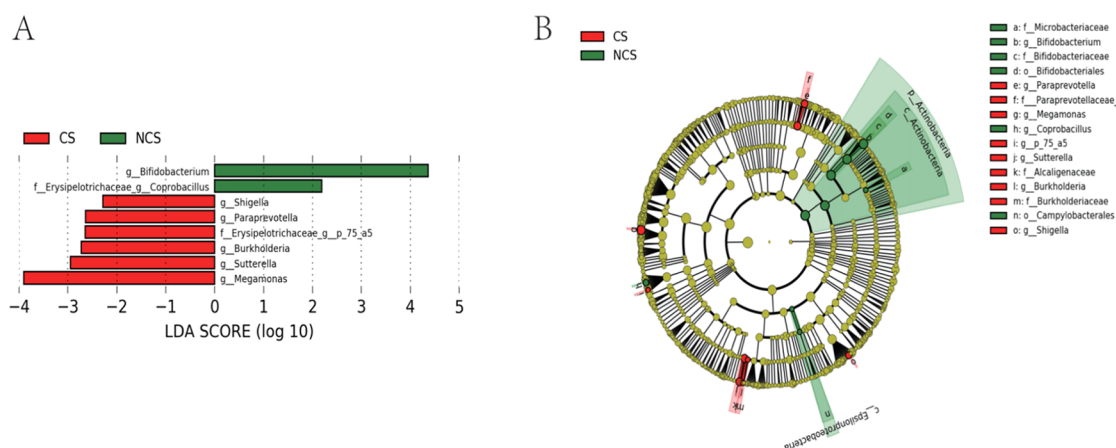 A
CS NCS
g__Bifidobacterium
f__Erysipelotrichaceae_g__Coprobacillus
g__Shigella
g__Paraprevotella
f__Erysipelotrichaceae_g__p_75_a5
g__Burkholderia
g__Sutterella
g__Megamonas
−4 −3 −2 −1 0 1 2 3 4 5
LDA SCORE (log 10)
B
CS
NCS
p__Actinobacteria
c__Actinobacteria
f
e
d
c
a
n
c__Epsilonproteobacteria
mk
a: f__Microbacteriaceae
b: g__Bifidobacterium
c: f__Bifidobacteriaceae
d: o__Bifidobacteriales
e: g__Paraprevotella
f: f__Paraprevotellaceae_
g: g__Megamonas
h: g__Coprobacillus
i: g__p_75_a5
j: g__Sutterella
k: f__Alcaligenaceae
l: g__Burkholderia
m: f__Burkholderiaceae
n: o__Campylobacterales
o: g__Shigella